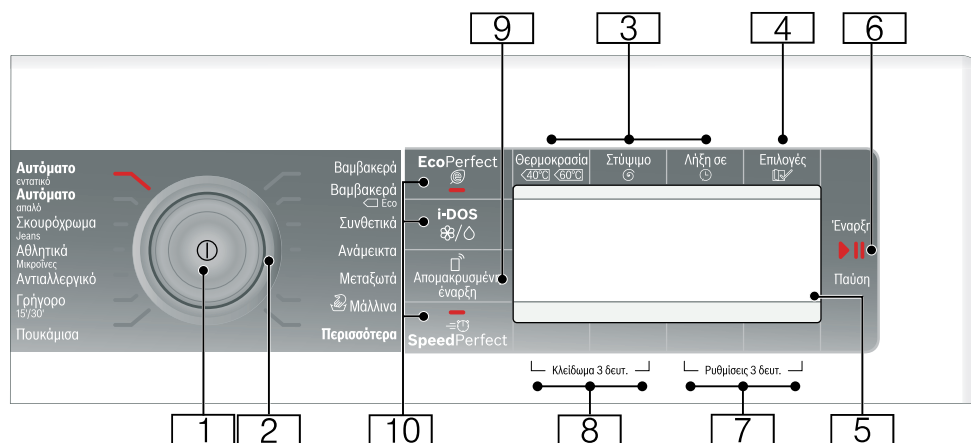 9
3
4
6
Αυτόματο
εντατικό
Αυτόματο
απαλό
Σκουρόχρωμα
Jeans
Αθλητικά
Μικροΐνες
Αντιαλλεργικό
Γρήγορο
15'/30'
Πουκάμισα
Βαμβακερά
Βαμβακερά
Eco
Συνθετικά
Ανάμεικτα
Μεταξωτά
Μάλλινα
Περισσότερα
EcoPerfect
i-DOS
Απομακρυσμένη
έναρξη
SpeedPerfect
Θερμοκρασία
40°C 60°C
Στύψιμο
Λήξη σε
Επιλογές
Έναρξη
Παύση
Κλείδωμα 3 δευτ.
Ρυθμίσεις 3 δευτ.
1
2
10
8
7
5